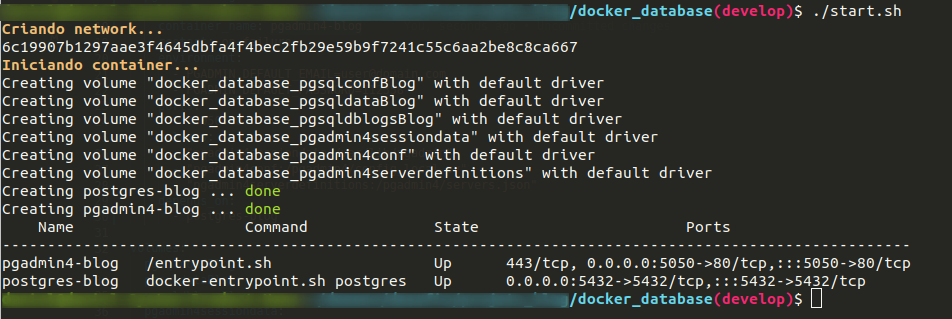 /docker_database(develop)$ ./start.sh
Criando network...
6c19907b1297aae3f4645dbfa4f4bec2fb29e59b9f7241c55c6aa2be8c8ca667
Iniciando container...
Creating volume "docker_database_pgsqlconfBlog" with default driver
Creating volume "docker_database_pgsqldataBlog" with default driver
Creating volume "docker_database_pgsqldblogsBlog" with default driver
Creating volume "docker_database_pgadmin4sessiondata" with default driver
Creating volume "docker_database_pgadmin4conf" with default driver
Creating volume "docker_database_pgadmin4serverdefinitions" with default driver
Creating postgres-blog ... done
Creating pgadmin4-blog ... done
Name Command State Ports
-----------------------------------------------------------------------------------------------------
pgadmin4-blog /entrypoint.sh Up 443/tcp, 0.0.0.0:5050->80/tcp,:::5050->80/tcp
postgres-blog docker-entrypoint.sh postgres Up 0.0.0.0:5432->5432/tcp,:::5432->5432/tcp
/docker_database(develop)$